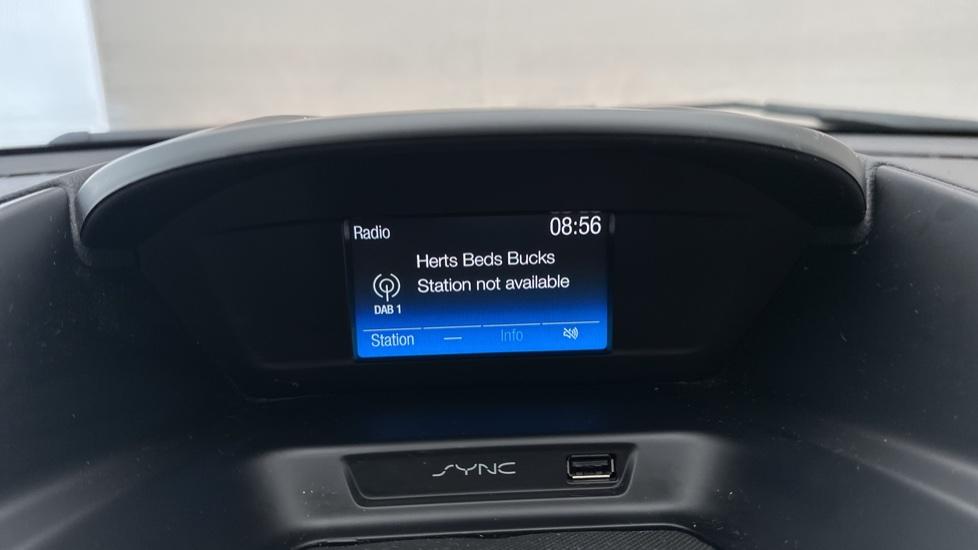 Radio 08:56
Herts Beds Bucks
Station not available
DAB 1
Station — Info
SYNC